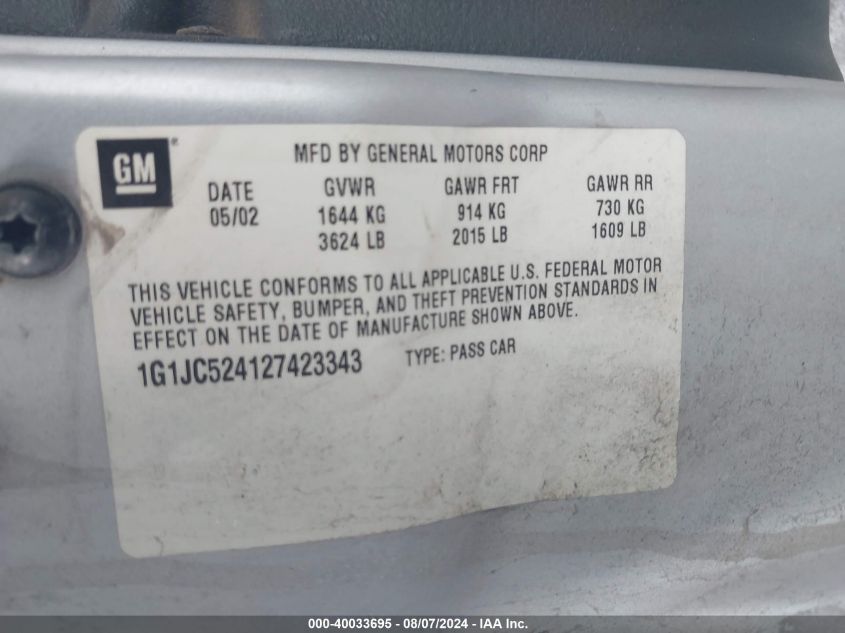 GM
MFD BY GENERAL MOTORS CORP
DATE GVWR GAWR FRT GAWR RR
05/02 1644 KG 914 KG 730 KG
3624 LB 2015 LB 1609 LB
THIS VEHICLE CONFORMS TO ALL APPLICABLE U.S. FEDERAL MOTOR
VEHICLE SAFETY, BUMPER, AND THEFT PREVENTION STANDARDS IN
EFFECT ON THE DATE OF MANUFACTURE SHOWN ABOVE.
1G1JC524127423343 TYPE: PASS CAR
000-40033695 - 08/07/2024 - IAA Inc.